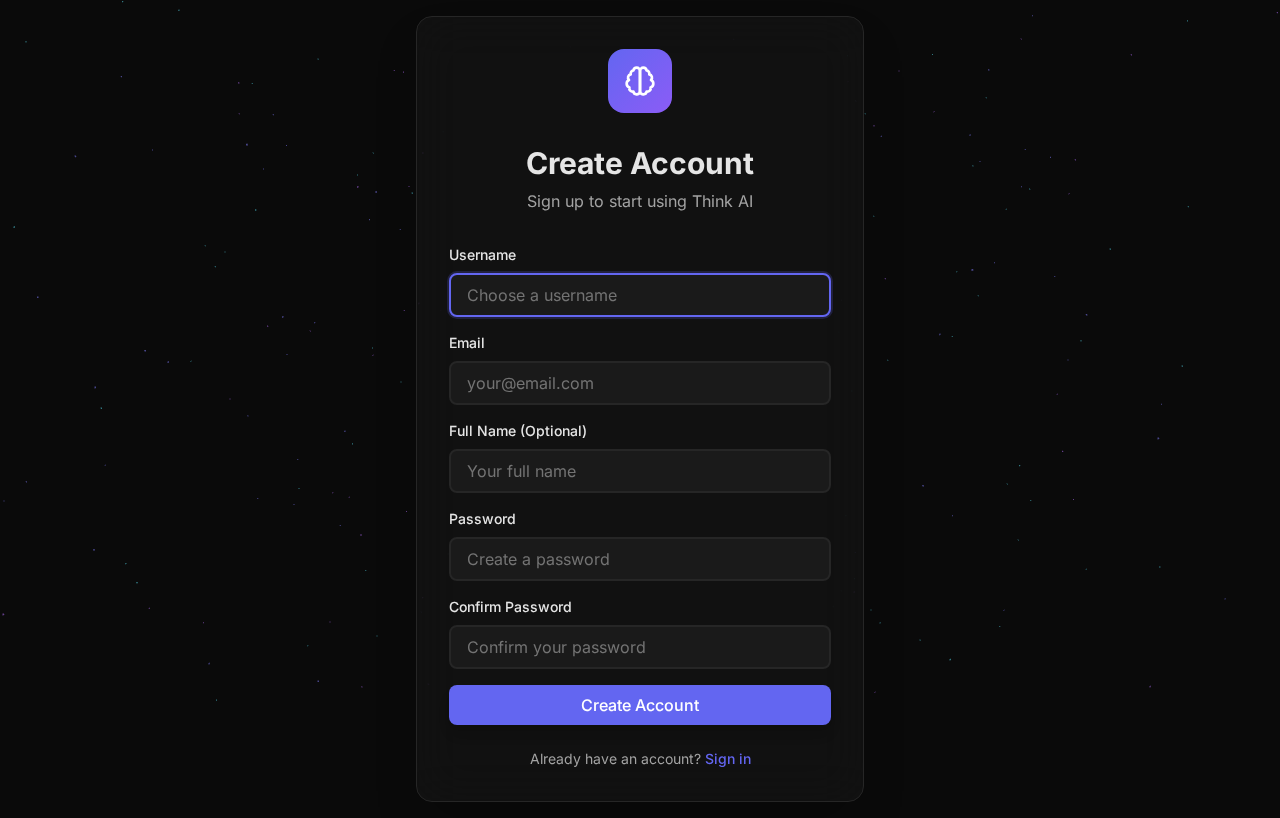 Create Account
Sign up to start using Think AI
Username
Choose a username
Email
your@email.com
Full Name (Optional)
Your full name
Password
Create a password
Confirm Password
Confirm your password
Create Account
Already have an account? Sign in